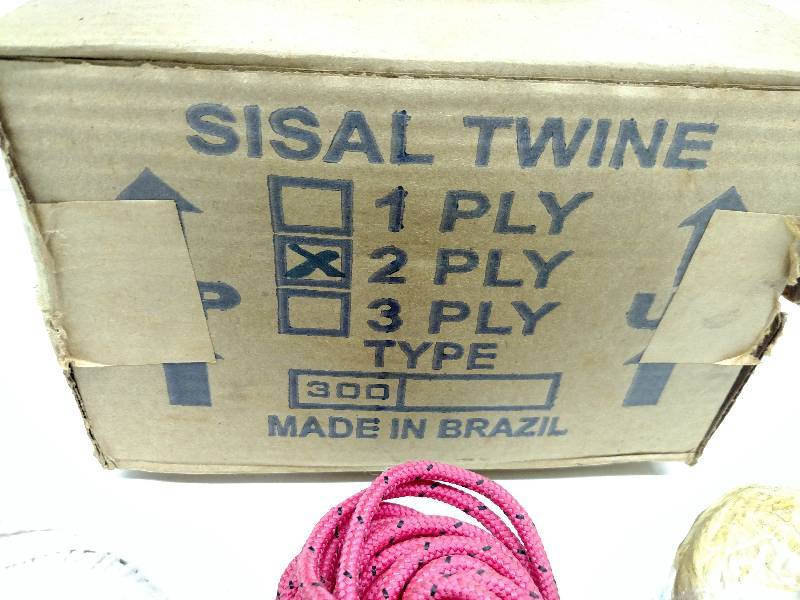 SISAL TWINE
1 PLY
2 PLY
3 PLY
P
U
TYPE
300
MADE IN BRAZIL